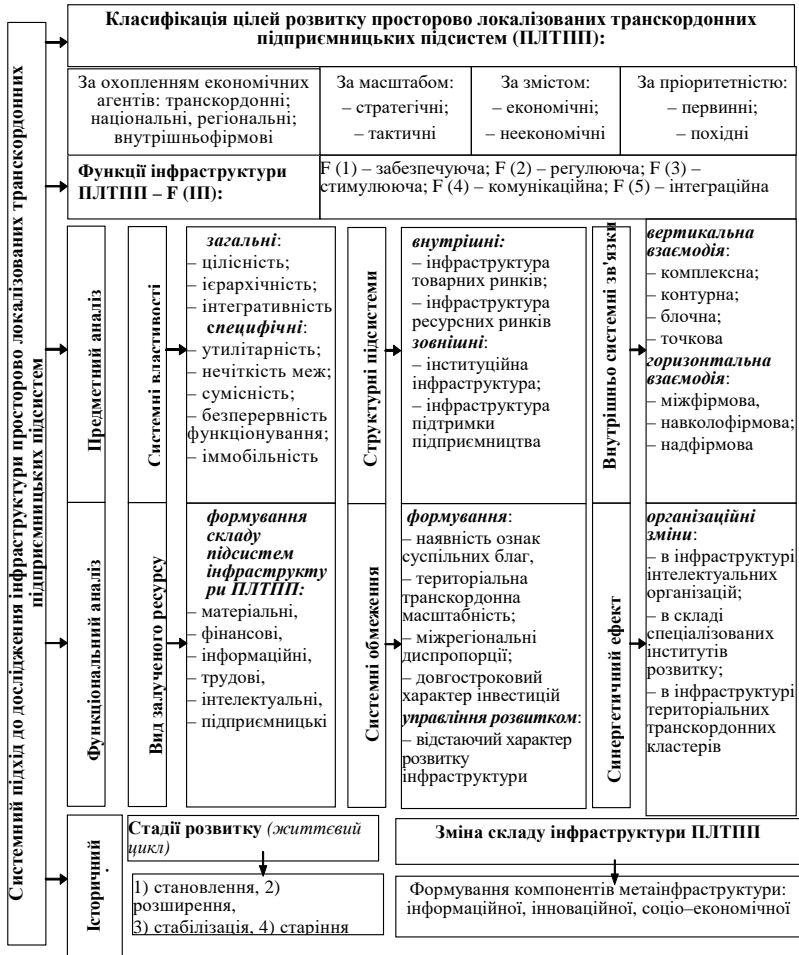 Системний підхід до дослідження інфраструктури просторово локалізованих транскордонних
підприємницьких підсистем
Класифікація цілей розвитку просторово локалізованих транскордонних
підприємницьких підсистем (ПЛТПП):
За охопленням економічних
агентів: транскордонні;
національні, регіональні;
внутрішньофірмові
За масштабом:
– стратегічні;
– тактичні
За змістом:
– економічні;
– неекономічні
За пріоритетністю:
– первинні;
– похідні
Функції інфраструктури
ПЛТПП – F (ІП):
F (1) – забезпечуюча; F (2) – регулююча; F (3) –
стимулююча; F (4) – комунікаційна; F (5) – інтеграційна
Предметний аналіз
Системні властивості
загальні:
– цілісність;
– ієрархічність;
– інтегративність
специфічні:
– утилітарність;
– нечіткість меж;
– сумісність;
– безперервність
функціонування;
– іммобільність
Структурні підсистеми
внутрішні:
– інфраструктура
товарних ринків;
– інфраструктура
ресурсних ринків
зовнішні:
– інституційна
інфраструктура;
– інфраструктура
підтримки
підприємництва
Внутрішньо системні зв'язки
вертикальна
взаємодія:
– комплексна;
– контурна;
– блочна;
– точкова
горизонтальна
взаємодія:
– міжфірмова,
– навколофірмова;
– надфірмова
Функціональний аналіз
Вид залученого ресурсу
формування
складу
підсистем
інфраструкту
ри ПЛТПП:
– матеріальні,
– фінансові,
– інформаційні,
– трудові,
– інтелектуальні,
– підприємницькі
Системні обмеження
формування:
– наявність ознак
суспільних благ,
– територіальна
транскордонна
масштабність;
– міжрегіональні
диспропорції;
– довгостроковий
характер інвестицій
управління розвитком:
– відстаючий характер
розвитку
інфраструктури
Синергетичний ефект
організаційні
зміни:
– в інфраструктурі
інтелектуальних
організацій;
– в складі
спеціалізованих
інститутів
розвитку;
– в інфраструктурі
територіальних
транскордонних
кластерів
Історичний
Стадії розвитку (життєвий
цикл)
1) становлення, 2)
розширення,
3) стабілізація, 4) старіння
Зміна складу інфраструктури ПЛТПП
Формування компонентів метаінфраструктури:
інформаційної, інноваційної, соціо–економічної